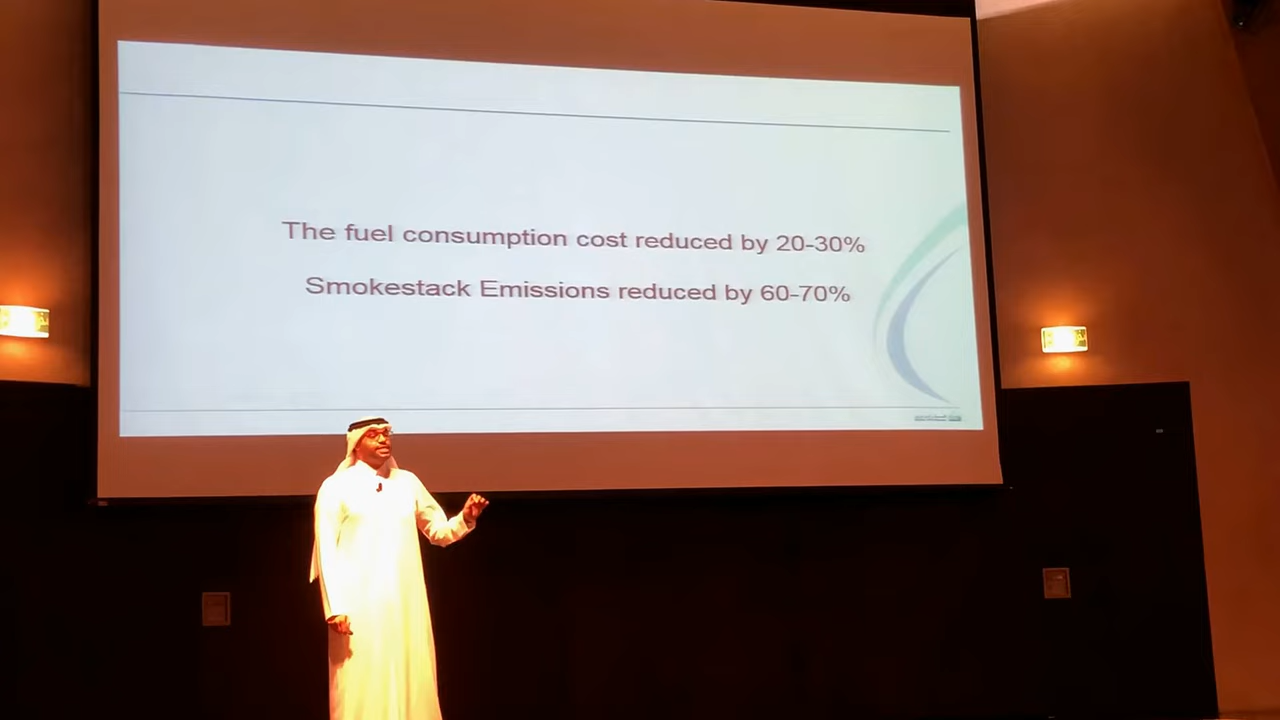 The fuel consumption cost reduced by 20-30%
Smokestack Emissions reduced by 60-70%